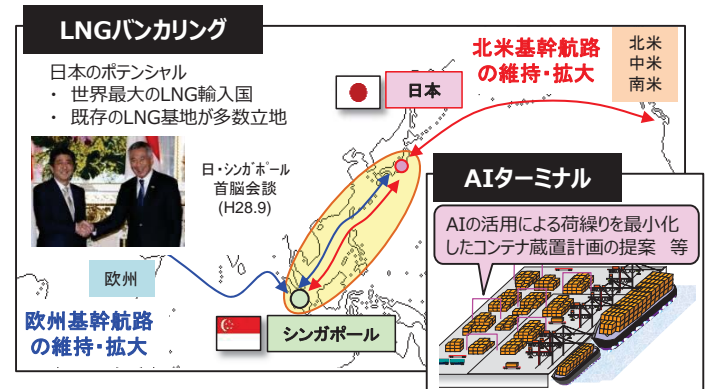 LNGバンカリング
日本のポテンシャル
・ 世界最大のLNG輸入国
・ 既存のLNG基地が多数立地
日・シンガポール
首脳会談
(H28.9)
北米基幹航路
の維持・拡大
北米
中米
南米
日本
欧州
欧州基幹航路
の維持・拡大
シンガポール
AIターミナル
AIの活用による荷繰りを最小化
したコンテナ蔵置計画の提案 等